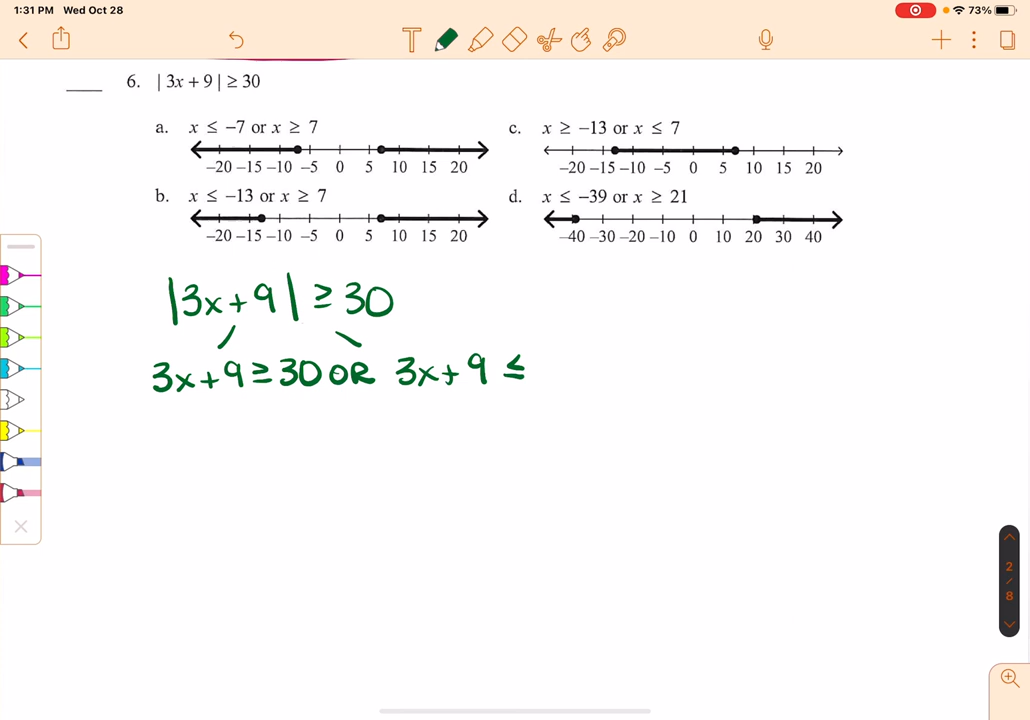 1:31 PM Wed Oct 28
73%
T
____ 6. | 3x + 9 | ≥ 30
a. x ≤ −7 or x ≥ 7
−20 −15 −10 −5 0 5 10 15 20
b. x ≤ −13 or x ≥ 7
−20 −15 −10 −5 0 5 10 15 20
c. x ≥ −13 or x ≤ 7
−20 −15 −10 −5 0 5 10 15 20
d. x ≤ −39 or x ≥ 21
−40 −30 −20 −10 0 10 20 30 40
|3x+9| ≥ 30
3x+9 ≥ 30 OR 3x+9 ≤
2
/
8